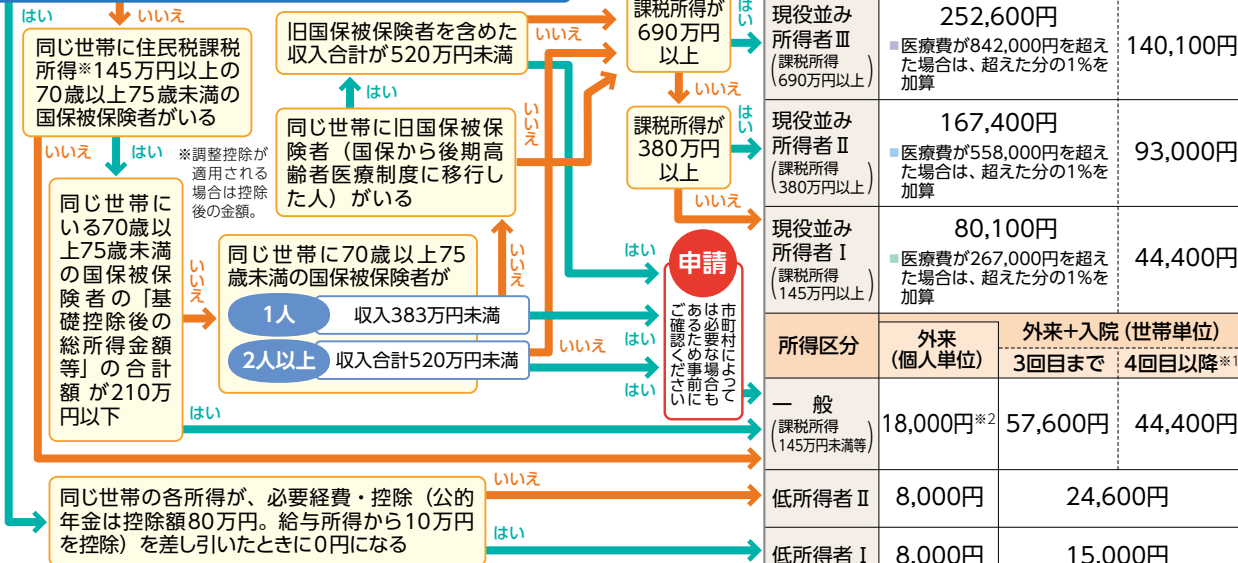 はい
いいえ
同じ世帯に住民税課税
所得※145万円以上の
70歳以上75歳未満の
国保被保険者がいる
いいえ
はい
※調整控除が
適用される
場合は控除
後の金額。
同じ世帯に
いる70歳以
上75歳未満
の国保被保
険者の「基
礎控除後の
総所得金額
等」の合計
額が210万
円以下
いいえ
はい
旧国保被保険者を含めた
収入合計が520万円未満
いいえ
はい
同じ世帯に旧国保被保
険者（国保から後期高
齢者医療制度に移行し
た人）がいる
いいえ
同じ世帯に70歳以上75
歳未満の国保被保険者が
1人 収入383万円未満
2人以上 収入合計520万円未満
いいえ
いいえ
はい
はい
はい
課税所得が
690万円
以上
はい
いいえ
課税所得が
380万円
以上
はい
いいえ
申請
市町村によって
は必要な場合も
あるため事前に
ご確認ください
同じ世帯の各所得が、必要経費・控除（公的
年金は控除額80万円。給与所得から10万円
を控除）を差し引いたときに0円になる
いいえ
はい
現役並み
所得者Ⅲ
（課税所得
690万円以上）
252,600円
■医療費が842,000円を超え
た場合は、超えた分の1%を
加算
140,100円
現役並み
所得者Ⅱ
（課税所得
380万円以上）
167,400円
■医療費が558,000円を超え
た場合は、超えた分の1%を
加算
93,000円
現役並み
所得者Ⅰ
（課税所得
145万円以上）
80,100円
■医療費が267,000円を超え
た場合は、超えた分の1%を
加算
44,400円
所得区分
外来
（個人単位）
外来+入院（世帯単位）
3回目まで 4回目以降※1
一 般
（課税所得
145万円未満等）
18,000円※2 57,600円 44,400円
低所得者Ⅱ 8,000円 24,600円
低所得者Ⅰ 8,000円 15,000円